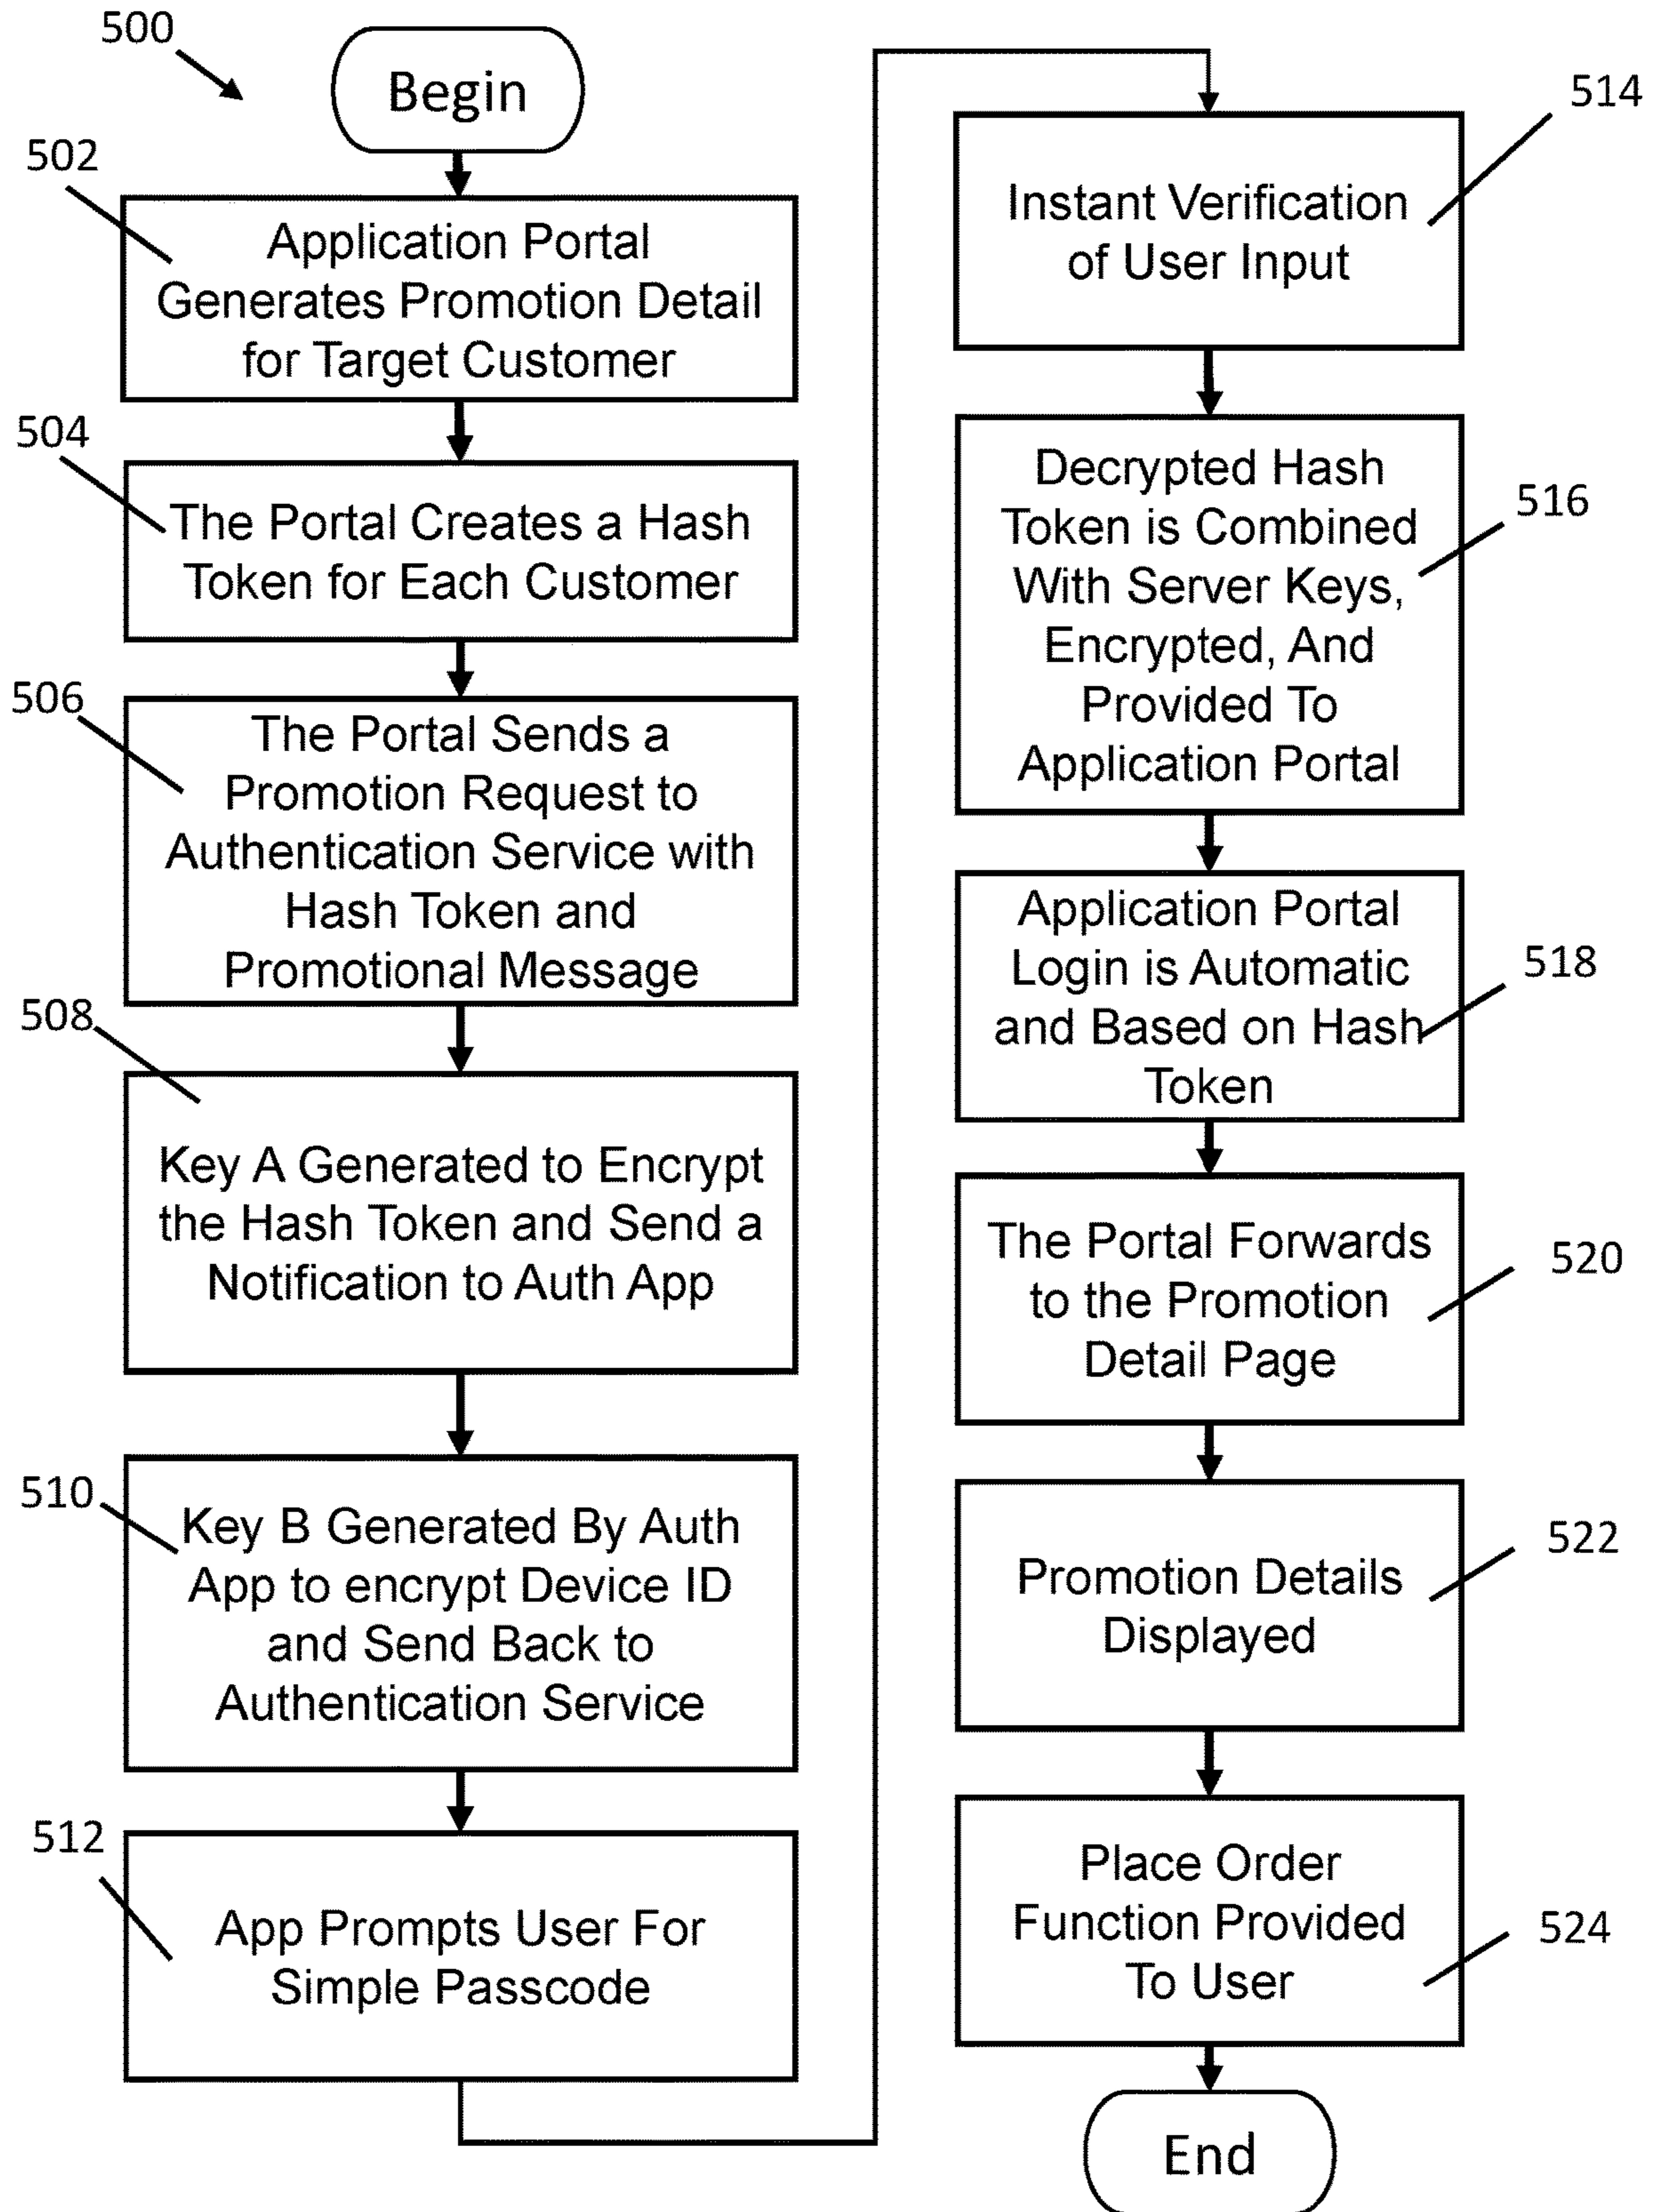 500
Begin
502
Application Portal
Generates Promotion Detail
for Target Customer
504
The Portal Creates a Hash
Token for Each Customer
506
The Portal Sends a
Promotion Request to
Authentication Service with
Hash Token and
Promotional Message
508
Key A Generated to Encrypt
the Hash Token and Send a
Notification to Auth App
510
Key B Generated By Auth
App to encrypt Device ID
and Send Back to
Authentication Service
512
App Prompts User For
Simple Passcode
514
Instant Verification
of User Input
516
Decrypted Hash
Token is Combined
With Server Keys,
Encrypted, And
Provided To
Application Portal
518
Application Portal
Login is Automatic
and Based on Hash
Token
520
The Portal Forwards
to the Promotion
Detail Page
522
Promotion Details
Displayed
524
Place Order
Function Provided
To User
End